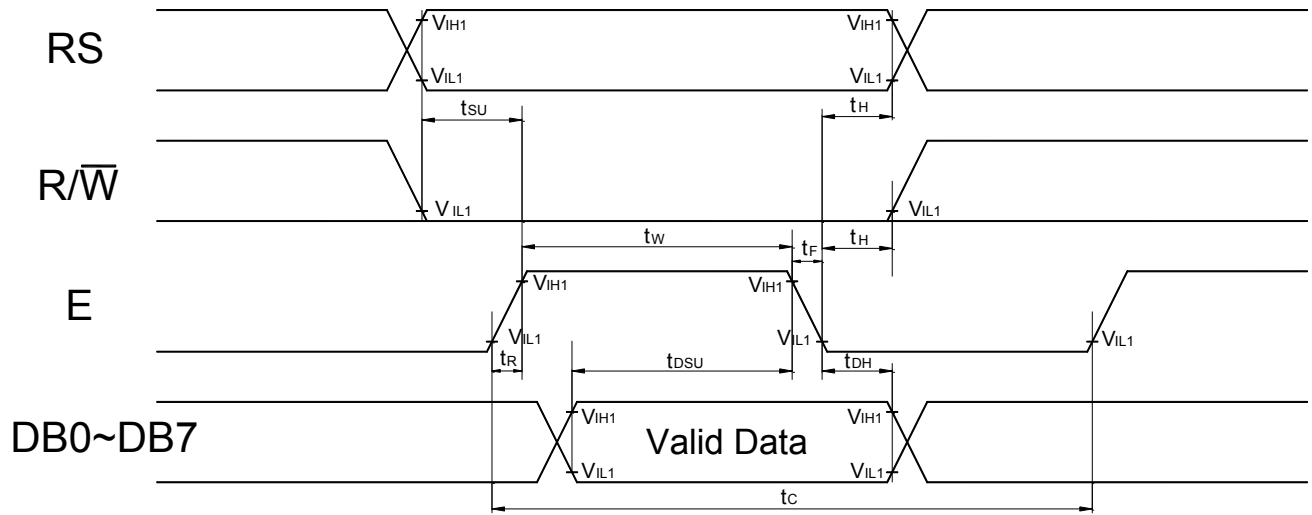 RS
VIH1
VIH1
VIL1
VIL1
tSU
tH
R/W̅
VIL1
VIL1
tW
tF
tH
E
VIH1
VIH1
VIL1
VIL1
VIL1
tR
tDSU
tDH
DB0~DB7
VIH1
VIH1
Valid Data
VIL1
VIL1
tC